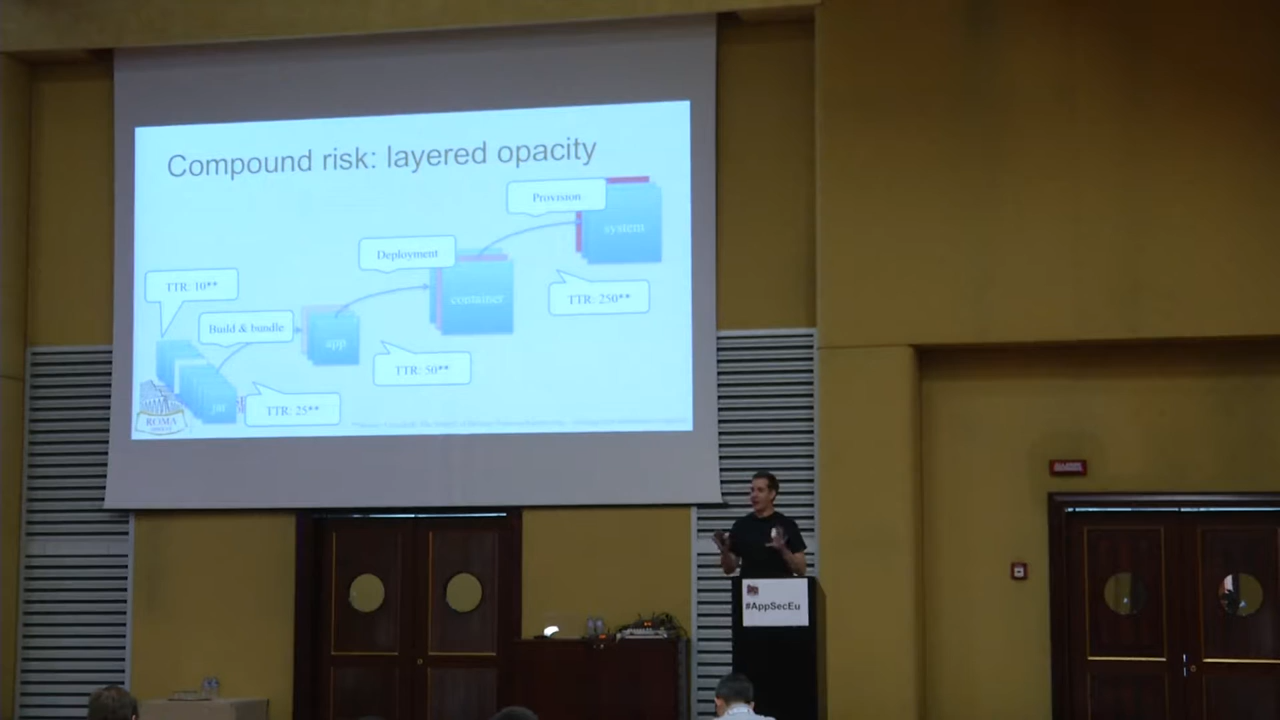 Compound risk: layered opacity
Provision
system
Deployment
container
TTR: 10**
TTR: 250**
Build & bundle
app
TTR: 50**
jar
TTR: 25**
ROMA
#AppSecEu